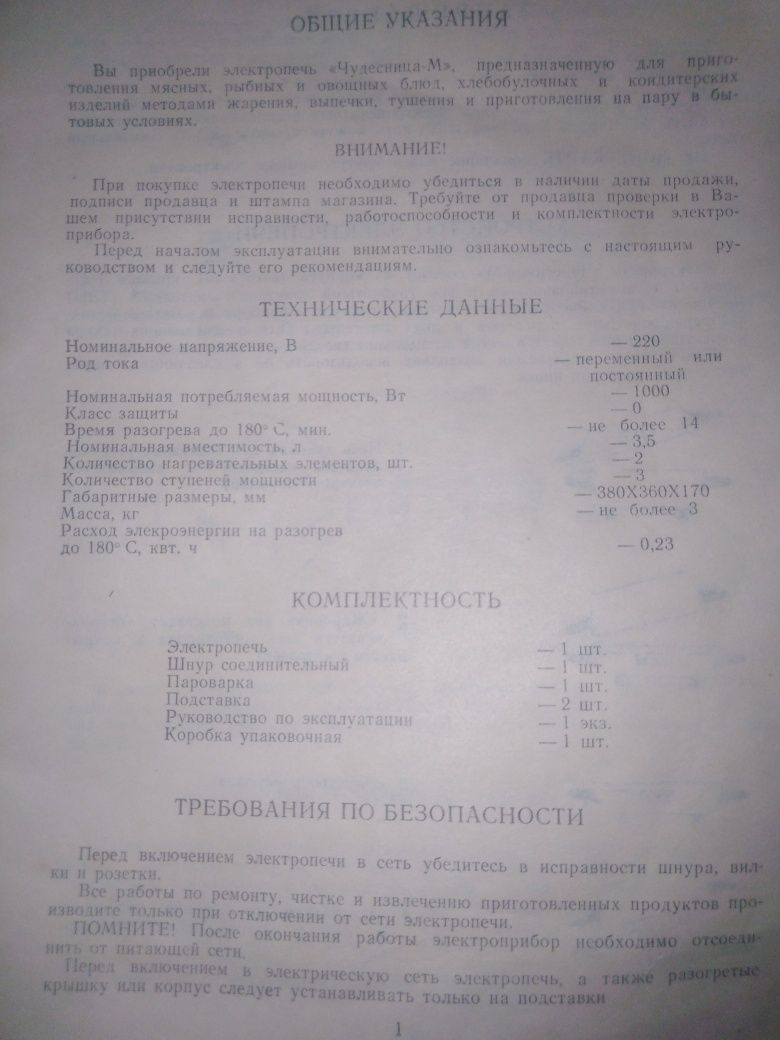 ОБЩИЕ УКАЗАНИЯ
Вы приобрели электропечь «Чудесница-М», предназначенную для приго-
товления мясных, рыбных и овощных блюд, хлебобулочных и кондитерских
изделий методами жарения, выпечки, тушения и приготовления на пару в бы-
товых условиях.
ВНИМАНИЕ!
При покупке электропечи необходимо убедиться в наличии даты продажи,
подписи продавца и штампа магазина. Требуйте от продавца проверки в Ва-
шем присутствии исправности, работоспособности и комплектности электро-
прибора.
Перед началом эксплуатации внимательно ознакомьтесь с настоящим ру-
ководством и следуйте его рекомендациям.
ТЕХНИЧЕСКИЕ ДАННЫЕ
Номинальное напряжение, В — 220
Род тока — переменный или
постоянный
Номинальная потребляемая мощность, Вт — 1000
Класс защиты — 0
Время разогрева до 180° С, мин. — не более 14
Номинальная вместимость, л — 3,5
Количество нагревательных элементов, шт. — 2
Количество ступеней мощности — 3
Габаритные размеры, мм — 380X360X170
Масса, кг — не более 3
Расход элекроэнергии на разогрев
до 180° С, квт. ч — 0,23
КОМПЛЕКТНОСТЬ
Электропечь — 1 шт.
Шнур соединительный — 1 шт.
Пароварка — 1 шт.
Подставка — 2 шт.
Руководство по эксплуатации — 1 экз.
Коробка упаковочная — 1 шт.
ТРЕБОВАНИЯ ПО БЕЗОПАСНОСТИ
Перед включением электропечи в сеть убедитесь в исправности шнура, вил-
ки и розетки.
Все работы по ремонту, чистке и извлечению приготовленных продуктов про-
изводите только при отключении от сети электропечи.
ПОМНИТЕ! После окончания работы электроприбор необходимо отсоеди-
нить от питающей сети.
Перед включением в электрическую сеть электропечь, а также разогретые
крышку или корпус следует устанавливать только на подставки
1